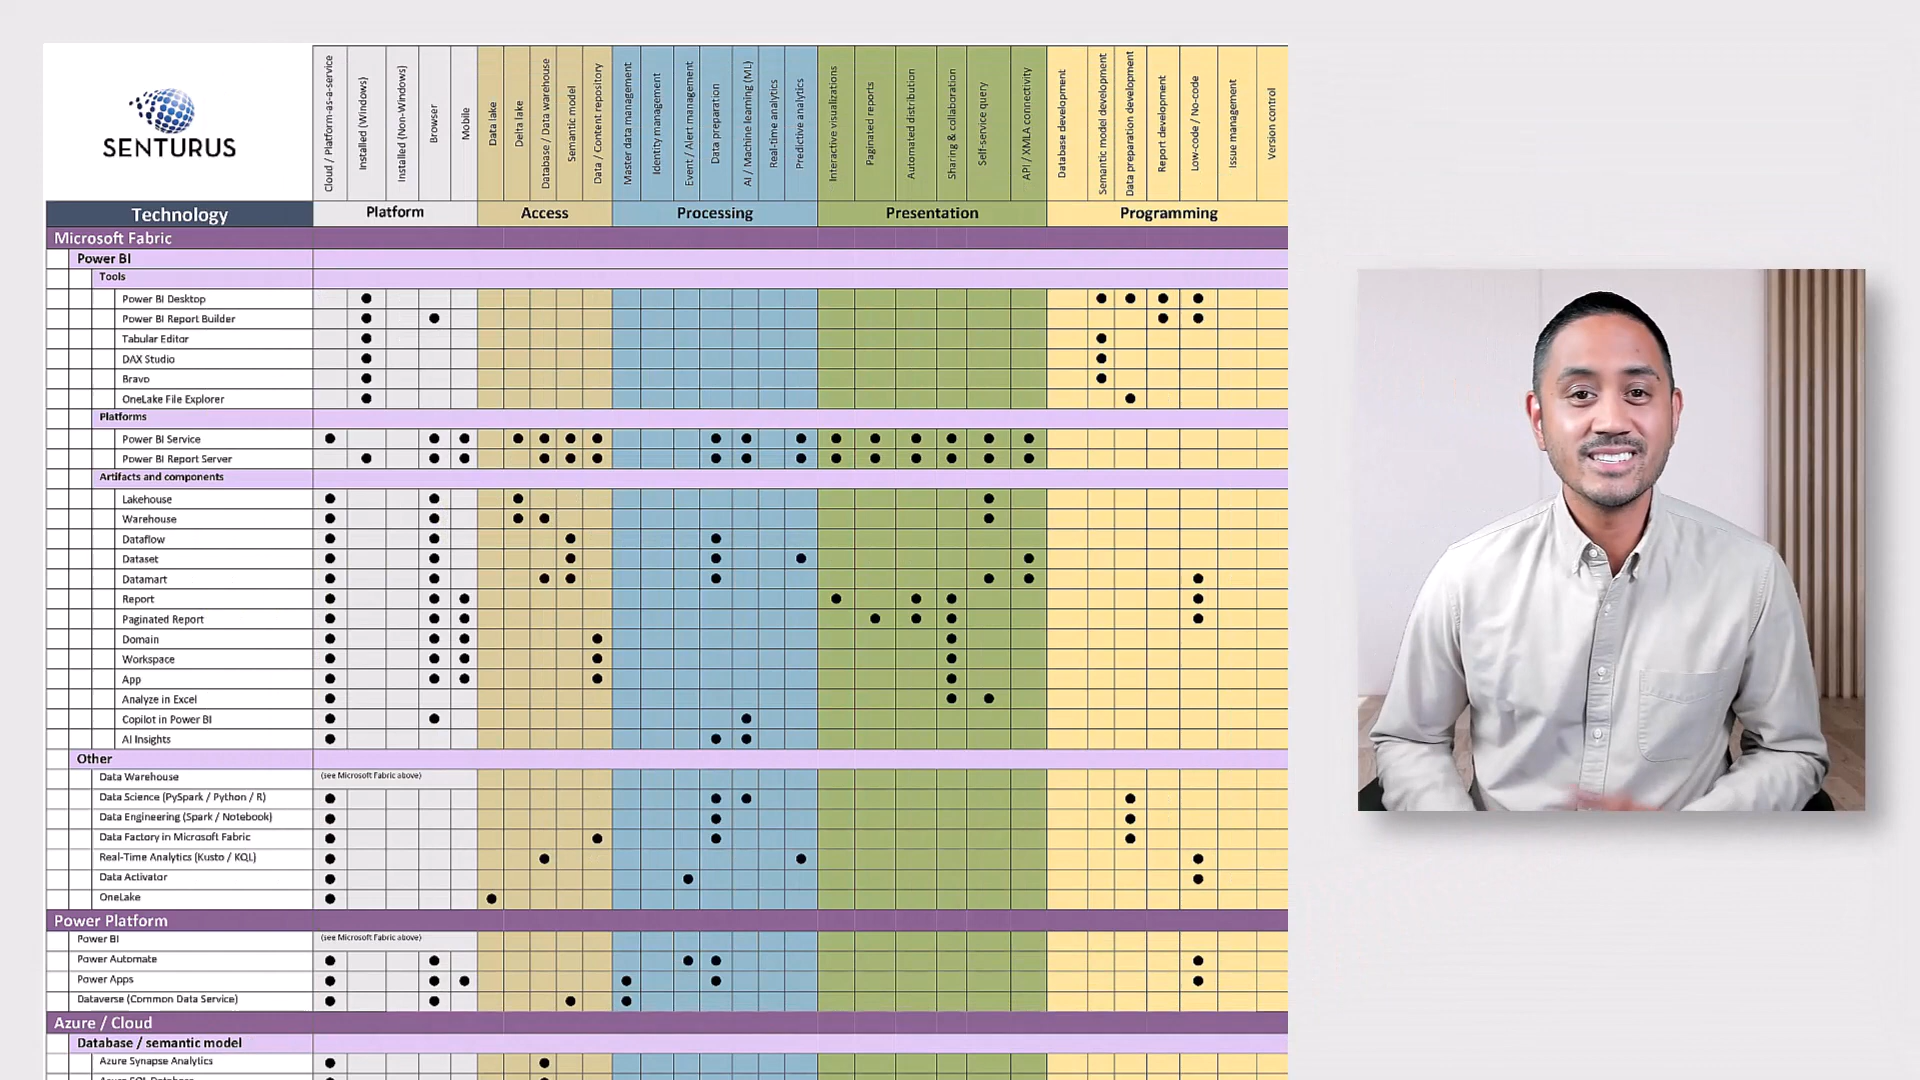 SENTURUS
Cloud / Platform-as-a-service
Installed (Windows)
Installed (Non-Windows)
Browser
Mobile
Data lake
Delta lake
Database / Data warehouse
Semantic model
Data / Content repository
Master data management
Identity management
Event / Alert management
Data preparation
AI / Machine learning (ML)
Real-time analytics
Predictive analytics
Interactive visualizations
Paginated reports
Automated distribution
Sharing & collaboration
Self-service query
API / XMLA connectivity
Database development
Semantic model development
Data preparation development
Report development
Low-code / No-code
Issue management
Version control
Technology Platform Access Processing Presentation Programming
Microsoft Fabric
Power BI
Tools
Power BI Desktop
Power BI Report Builder
Tabular Editor
DAX Studio
Bravo
OneLake File Explorer
Platforms
Power BI Service
Power BI Report Server
Artifacts and components
Lakehouse
Warehouse
Dataflow
Dataset
Datamart
Report
Paginated Report
Domain
Workspace
App
Analyze in Excel
Copilot in Power BI
AI Insights
Other
Data Warehouse (see Microsoft Fabric above)
Data Science (PySpark / Python / R)
Data Engineering (Spark / Notebook)
Data Factory in Microsoft Fabric
Real-Time Analytics (Kusto / KQL)
Data Activator
OneLake
Power Platform
Power BI (see Microsoft Fabric above)
Power Automate
Power Apps
Dataverse (Common Data Service)
Azure / Cloud
Database / semantic model
Azure Synapse Analytics